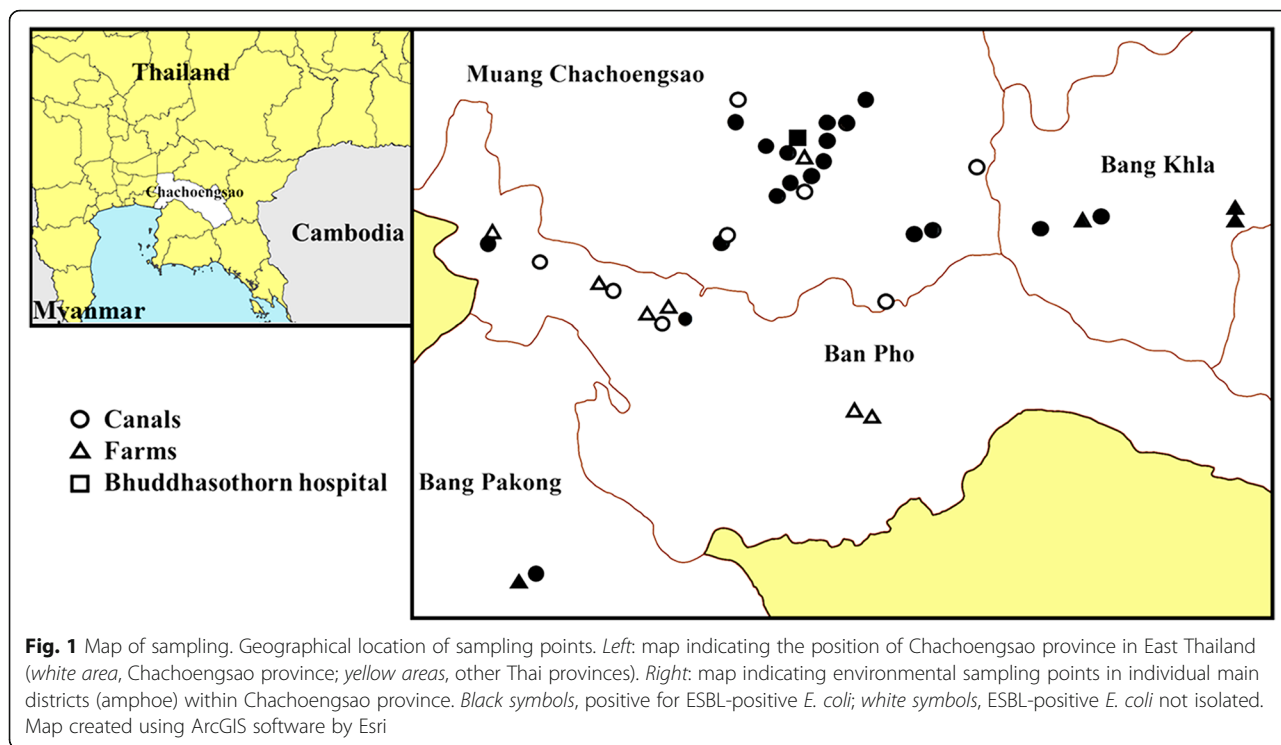 Thailand
Chachoengsao
Cambodia
Myanmar
Muang Chachoengsao
Bang Khla
Ban Pho
Bang Pakong
Canals
Farms
Bhuddhasothorn hospital
Fig. 1 Map of sampling. Geographical location of sampling points. Left: map indicating the position of Chachoengsao province in East Thailand
(white area, Chachoengsao province; yellow areas, other Thai provinces). Right: map indicating environmental sampling points in individual main
districts (amphoe) within Chachoengsao province. Black symbols, positive for ESBL-positive E. coli; white symbols, ESBL-positive E. coli not isolated.
Map created using ArcGIS software by Esri